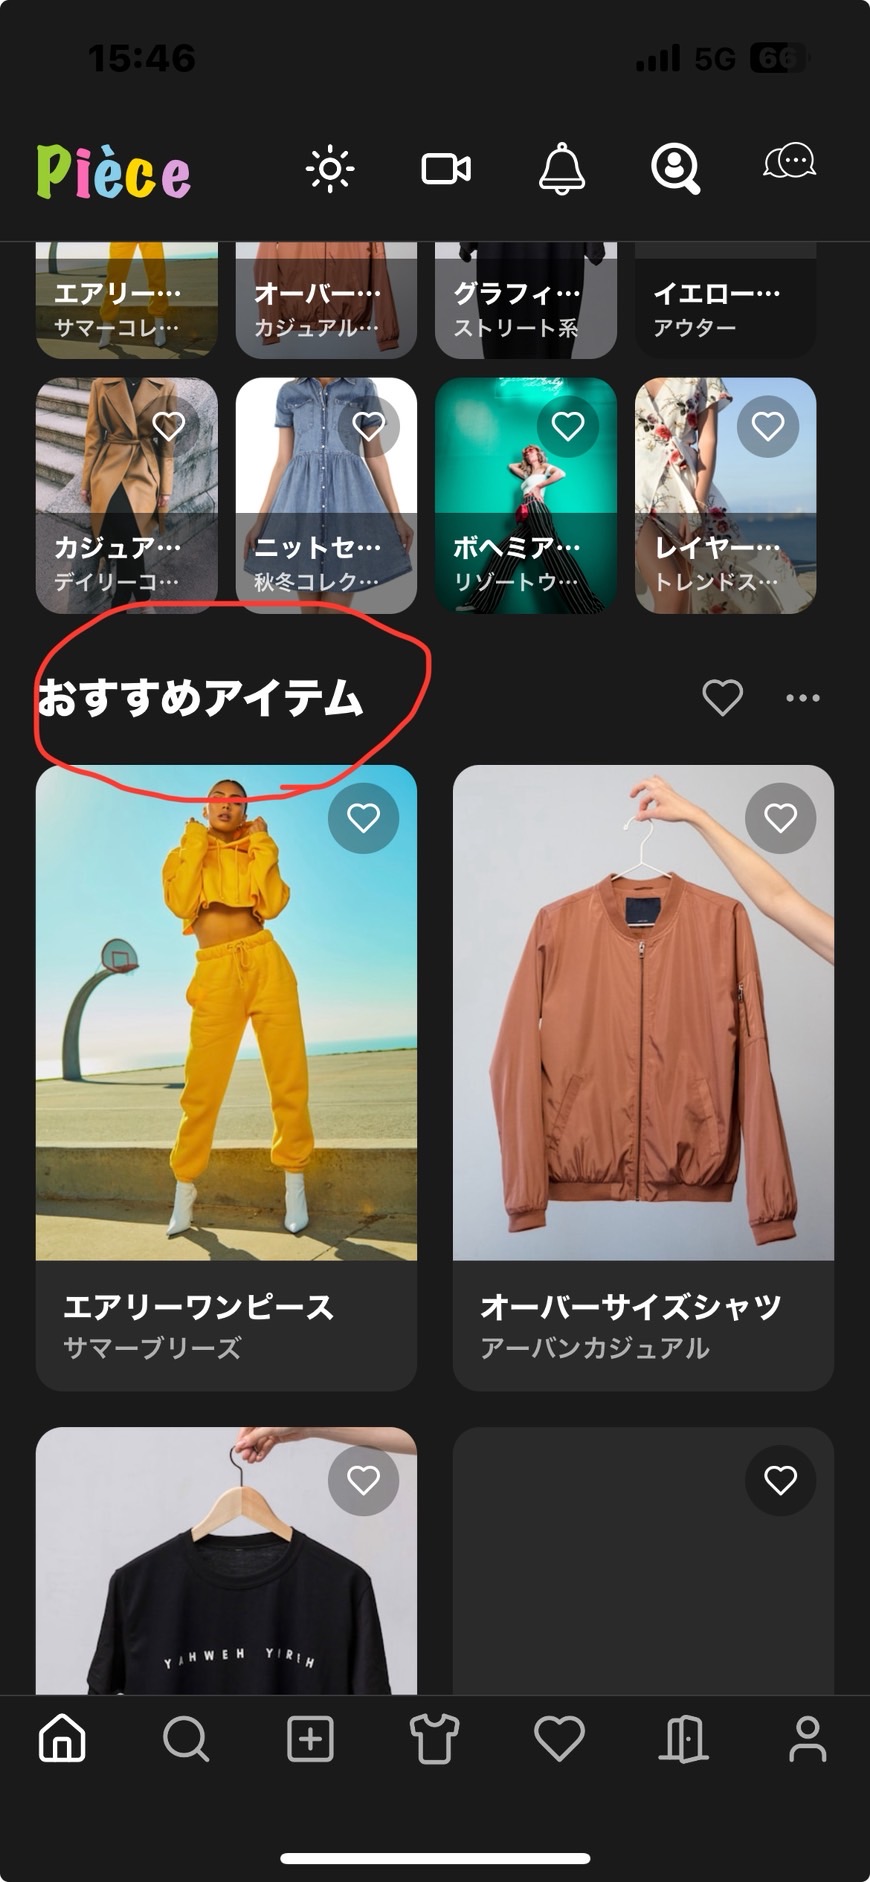 15:46
5G 66
Pièce
エアリー…
サマーコレ…
オーバー…
カジュアル…
グラフィ…
ストリート系
イエロー…
アウター
カジュア…
デイリーコ…
ニットセ…
秋冬コレク…
ボヘミア…
リゾートウ…
レイヤー…
トレンドス…
おすすめアイテム
エアリーワンピース
サマーブリーズ
オーバーサイズシャツ
アーバンカジュアル
YAHWEH YIREH